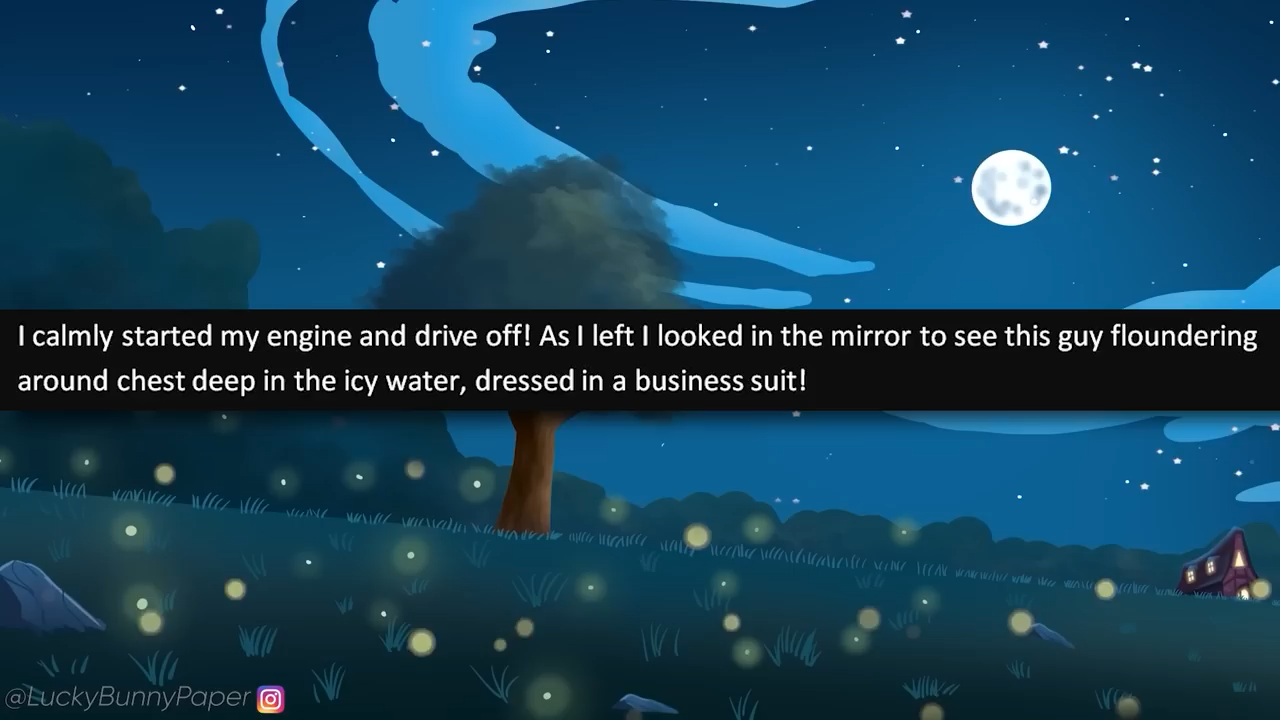 I calmly started my engine and drive off! As I left I looked in the mirror to see this guy floundering
around chest deep in the icy water, dressed in a business suit!
@LuckyBunnyPaper